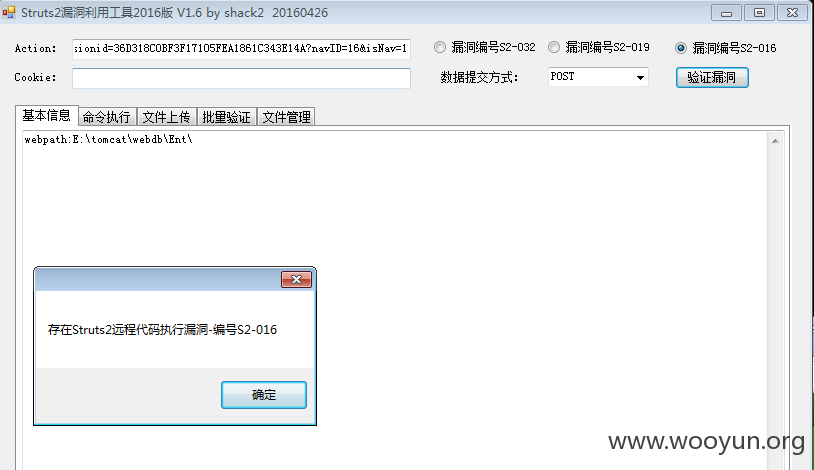 Struts2漏洞利用工具2016版 V1.6 by shack2 20160426
Action: sionid=36D318C0BF3F17105FEA1861C343E14A?navID=16&isNav=1
漏洞编号S2-032 漏洞编号S2-019 漏洞编号S2-016
Cookie:
数据提交方式: POST 验证漏洞
基本信息 命令执行 文件上传 批量验证 文件管理
webpath:E:\tomcat\webdb\Ent\
存在Struts2远程代码执行漏洞-编号S2-016
确定
www.wooyun.org